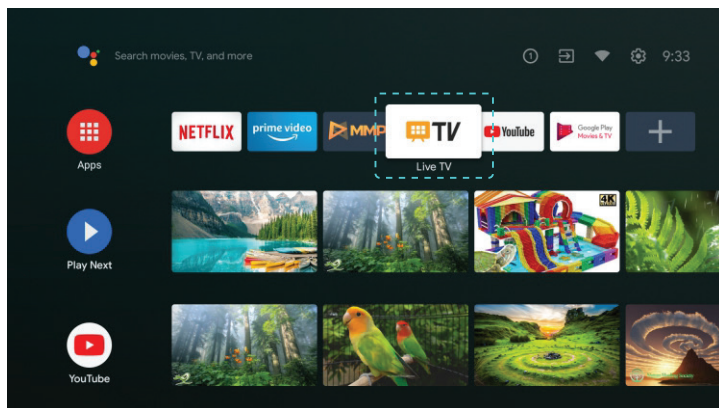 Search movies, TV, and more
1
9:33
Apps
NETFLIX
prime video
MMP
TV
YouTube
Google Play
Movies & TV
Live TV
Play Next
4K
YouTube